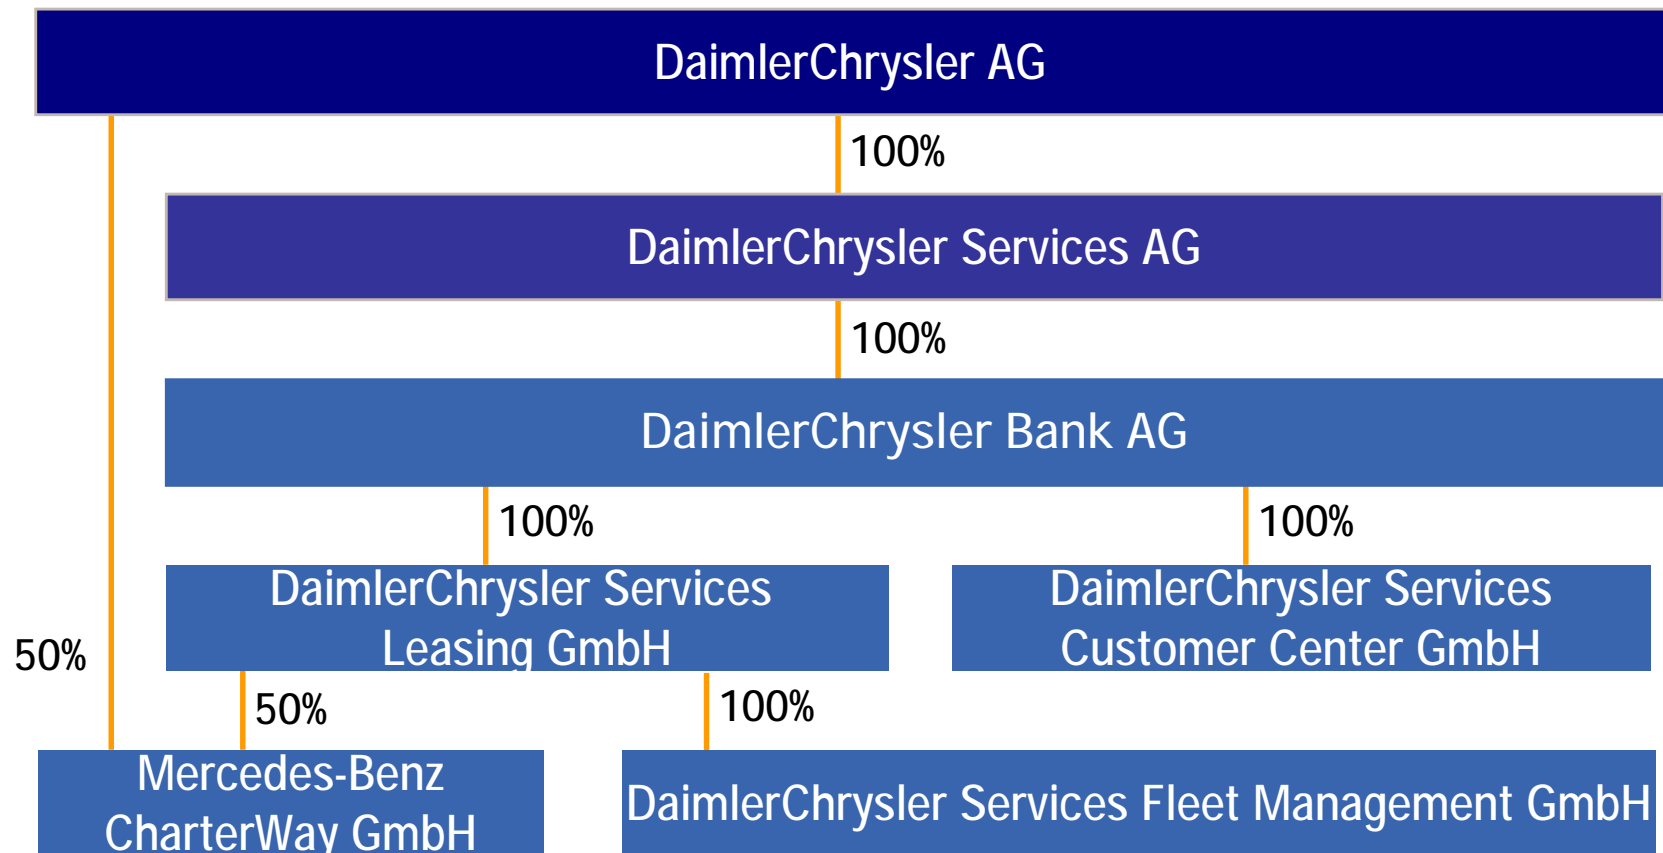 DaimlerChrysler AG
100%
DaimlerChrysler Services AG
100%
DaimlerChrysler Bank AG
100%
100%
DaimlerChrysler Services
Leasing GmbH
DaimlerChrysler Services
Customer Center GmbH
50%
50%
100%
Mercedes-Benz
CharterWay GmbH
DaimlerChrysler Services Fleet Management GmbH